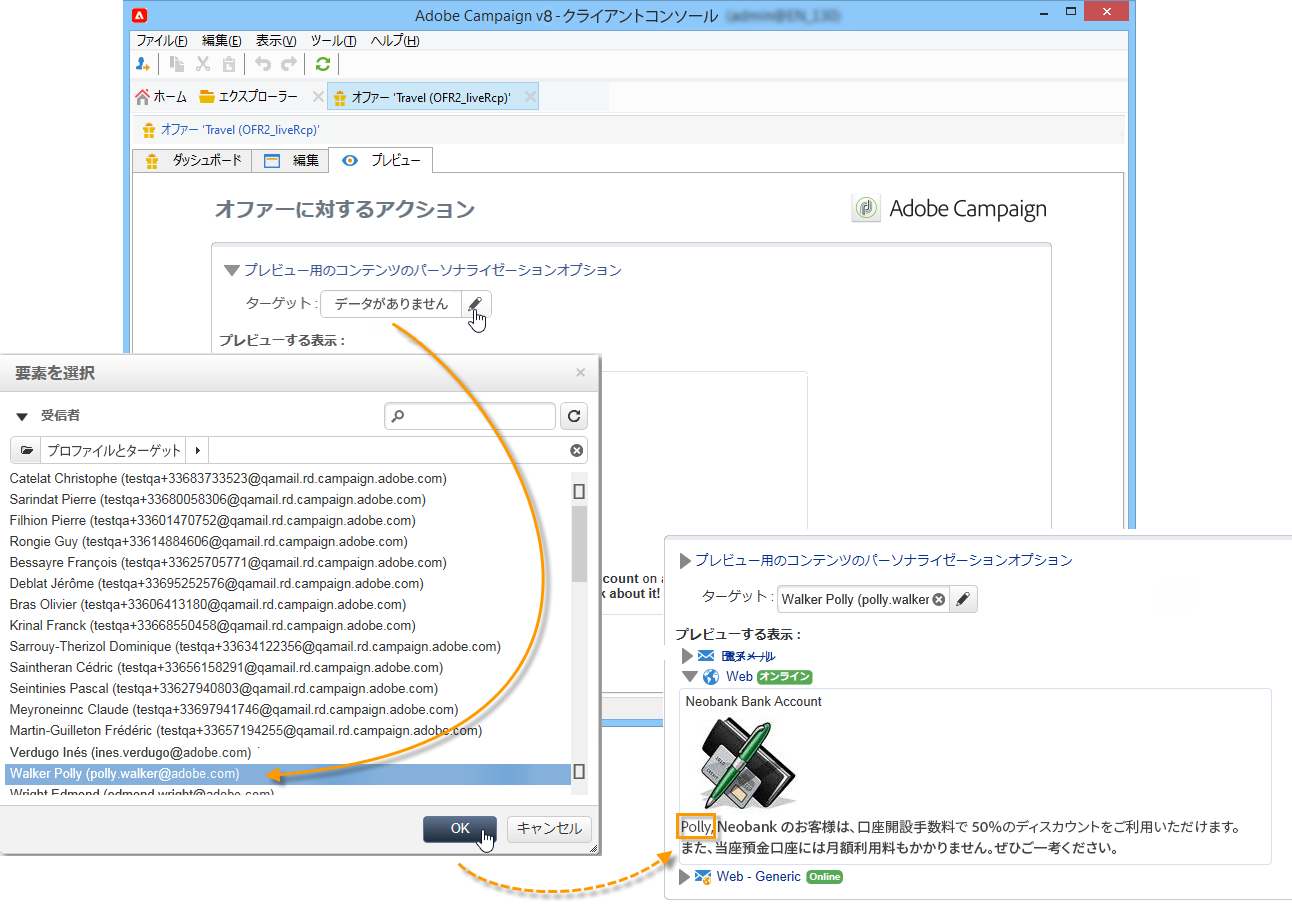 Adobe Campaign v8 - クライアントコンソール (admin@EN_130)
ファイル(F) 編集(E) 表示(V) ツール(T) ヘルプ(H)
ホーム エクスプローラー オファー 'Travel (OFR2_liveRcp)'
オファー 'Travel (OFR2_liveRcp)'
ダッシュボード 編集 プレビュー
オファーに対するアクション
Adobe Campaign
プレビュー用のコンテンツのパーソナライゼーションオプション
ターゲット : データがありません
プレビューする表示 :
要素を選択
受信者
プロファイルとターゲット
Catelat Christophe (testqa+33683733523@qamail.rd.campaign.adobe.com)
Sarindat Pierre (testqa+33680058306@qamail.rd.campaign.adobe.com)
Filhion Pierre (testqa+33601470752@qamail.rd.campaign.adobe.com)
Rongie Guy (testqa+33614884606@qamail.rd.campaign.adobe.com)
Bessayre François (testqa+33625705771@qamail.rd.campaign.adobe.com)
Deblat Jérôme (testqa+33695252576@qamail.rd.campaign.adobe.com)
Bras Olivier (testqa+33606413180@qamail.rd.campaign.adobe.com)
Krinal Franck (testqa+33668550458@qamail.rd.campaign.adobe.com)
Sarrouy-Therizol Dominique (testqa+33634122356@qamail.rd.campaign.adobe.com)
Saintheran Cédric (testqa+33656158291@qamail.rd.campaign.adobe.com)
Seintinies Pascal (testqa+33627940803@qamail.rd.campaign.adobe.com)
Meyroneinnc Claude (testqa+33697941746@qamail.rd.campaign.adobe.com)
Martin-Guilleton Frédéric (testqa+33657194255@qamail.rd.campaign.adobe.com)
Verdugo Inés (ines.verdugo@adobe.com)
Walker Polly (polly.walker@adobe.com)
Wright Edmond (edmond.wright@adobe.com)
OK キャンセル
count on a
k about it!
プレビュー用のコンテンツのパーソナライゼーションオプション
ターゲット : Walker Polly (polly.walker
プレビューする表示 :
電子メール
Web オンライン
Neobank Bank Account
Polly, Neobank のお客様は、口座開設手数料で 50%のディスカウントをご利用いただけます。
また、当座預金口座には月額利用料もかかりません。ぜひご一考ください。
Web - Generic Online